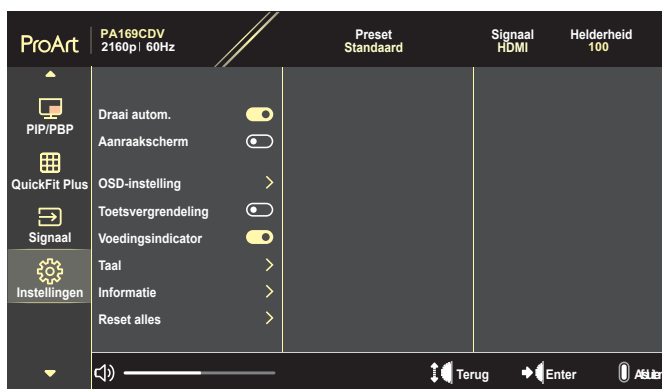 ProArt
PA169CDV
2160p| 60Hz
Preset
Standaard
Signaal
HDMI
Helderheid
100
PIP/PBP
QuickFit Plus
Signaal
Instellingen
Draai autom.
Aanraakscherm
OSD-instelling
Toetsvergrendeling
Voedingsindicator
Taal
Informatie
Reset alles
Terug
Enter